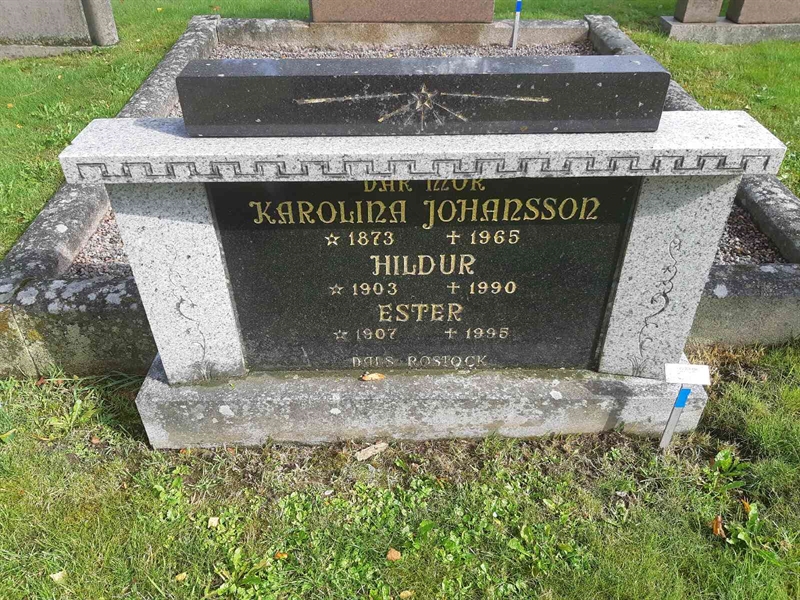 VÅR MOR
KAROLINA JOHANSSON
☆ 1873 ✝ 1965
HILDUR
☆ 1903 ✝ 1990
ESTER
☆ 1907 ✝ 1995
DALS ROSTOCK